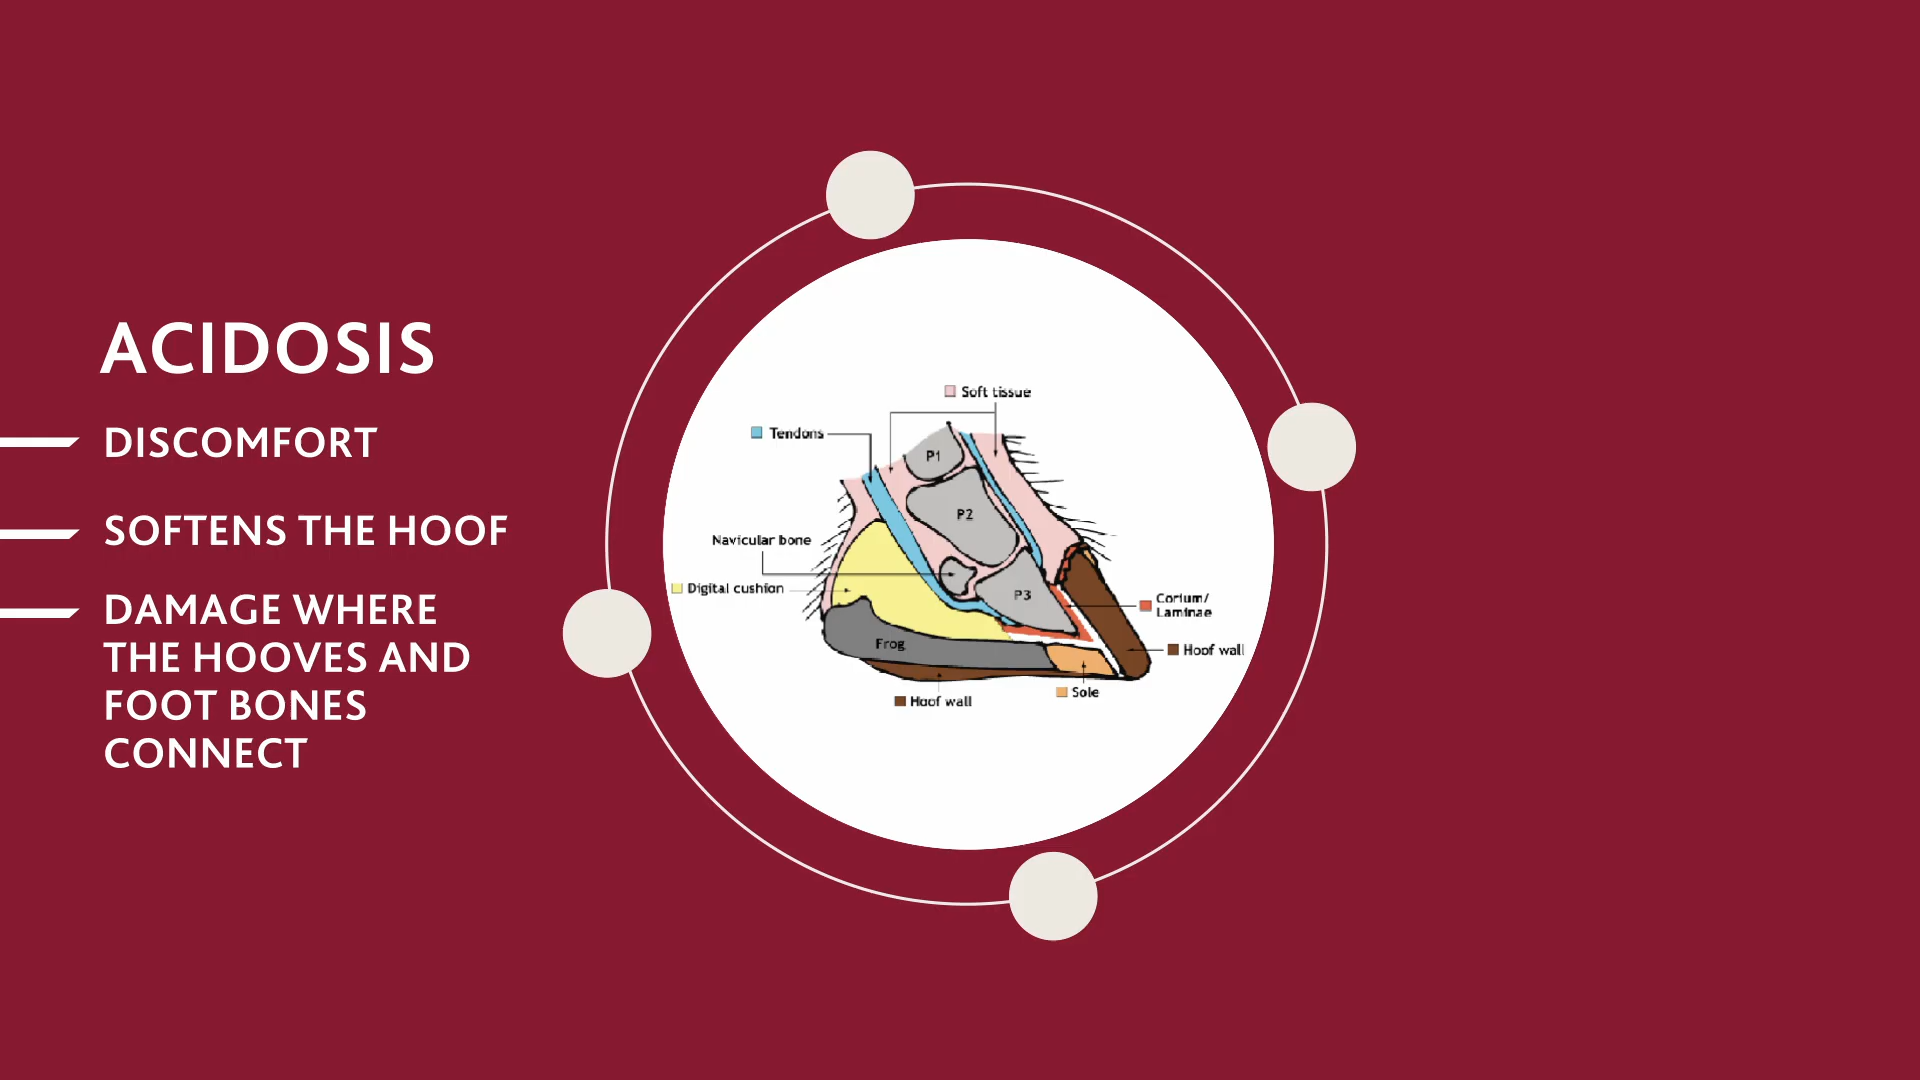 ACIDOSIS
DISCOMFORT
SOFTENS THE HOOF
DAMAGE WHERE
THE HOOVES AND
FOOT BONES
CONNECT
Soft tissue
Tendons
P1
P2
Navicular bone
Digital cushion
P3
Corium/
Laminae
Frog
Hoof wall
Sole
Hoof wall